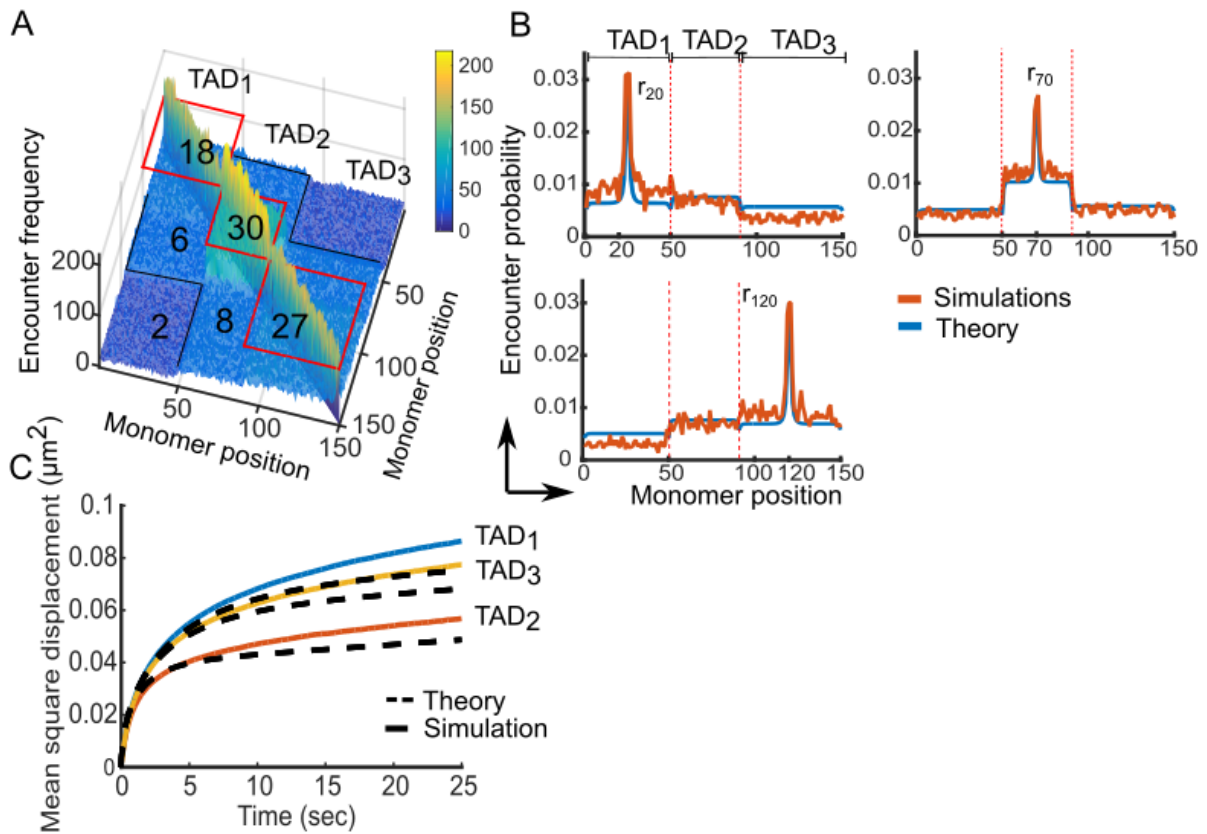 A
TAD1
TAD2
TAD3
200
150
100
50
0
18
30
6
27
8
2
Encounter frequency
200
100
0
50
100
150
Monomer position
50
100
150
Monomer position
B
TAD1 TAD2 TAD3
Encounter probability
0.03
0.02
0.01
0
r20
0 20 50 100 150
0.03
0.02
0.01
0
r70
0 50 70 100 150
0.03
0.02
0.01
0
r120
0 50 100 120 150
Monomer position
Simulations
Theory
C
Mean square displacement (µm²)
0.1
0.08
0.06
0.04
0.02
0
TAD1
TAD3
TAD2
Theory
Simulation
0 5 10 15 20 25
Time (sec)